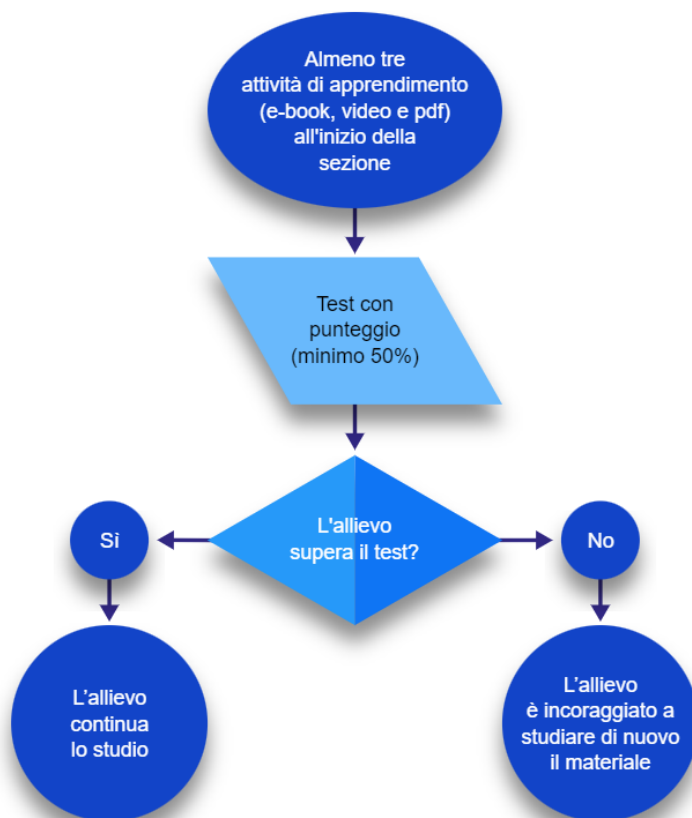 Almeno tre
attività di apprendimento
(e-book, video e pdf)
all'inizio della
sezione
Test con
punteggio
(minimo 50%)
L'allievo
supera il test?
Sì
No
L'allievo
continua
lo studio
L'allievo
è incoraggiato a
studiare di nuovo
il materiale